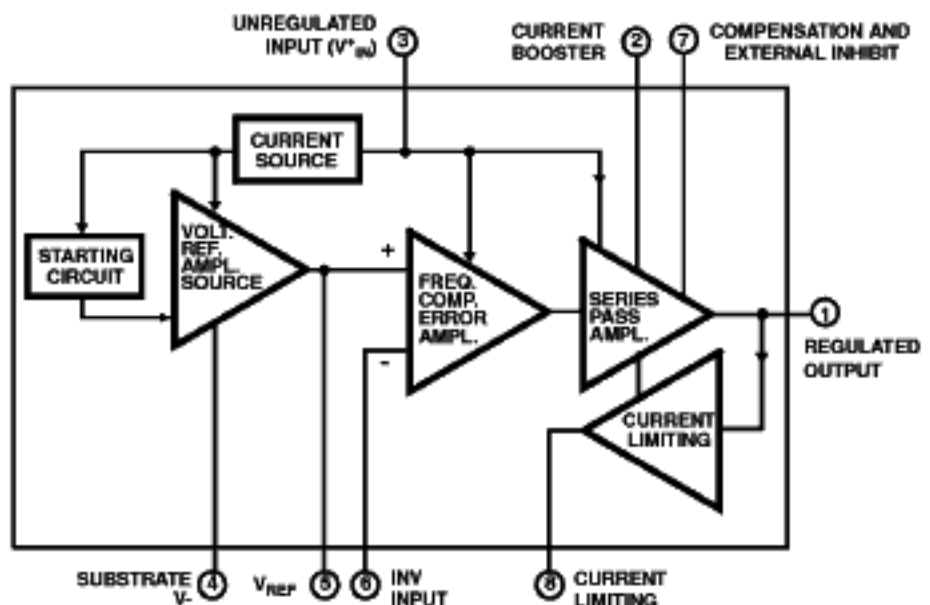 UNREGULATED
INPUT (V+IN)
3
CURRENT
BOOSTER
2
7
COMPENSATION AND
EXTERNAL INHIBIT
CURRENT
SOURCE
STARTING
CIRCUIT
VOLT.
REF.
AMPL.
SOURCE
+
-
FREQ.
COMP.
ERROR
AMPL.
SERIES
PASS
AMPL.
1
REGULATED
OUTPUT
CURRENT
LIMITING
SUBSTRATE
V-
4
VREF
5
6
INV
INPUT
8
CURRENT
LIMITING